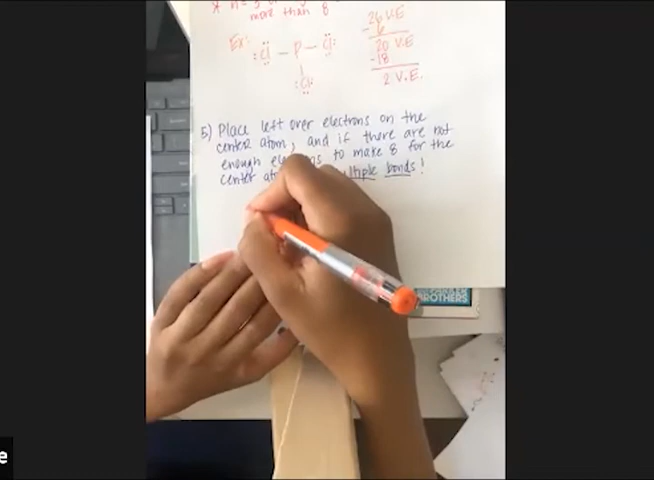 more than 8
26 V.E
Ex:
- 6
:Cl - P - Cl:
20 V.E
-18
:Cl:
2 V.E.
5) Place left over electrons on the
center atom, and if there are not
enough to make 8 for the
center bonds!
BROTHERS
e